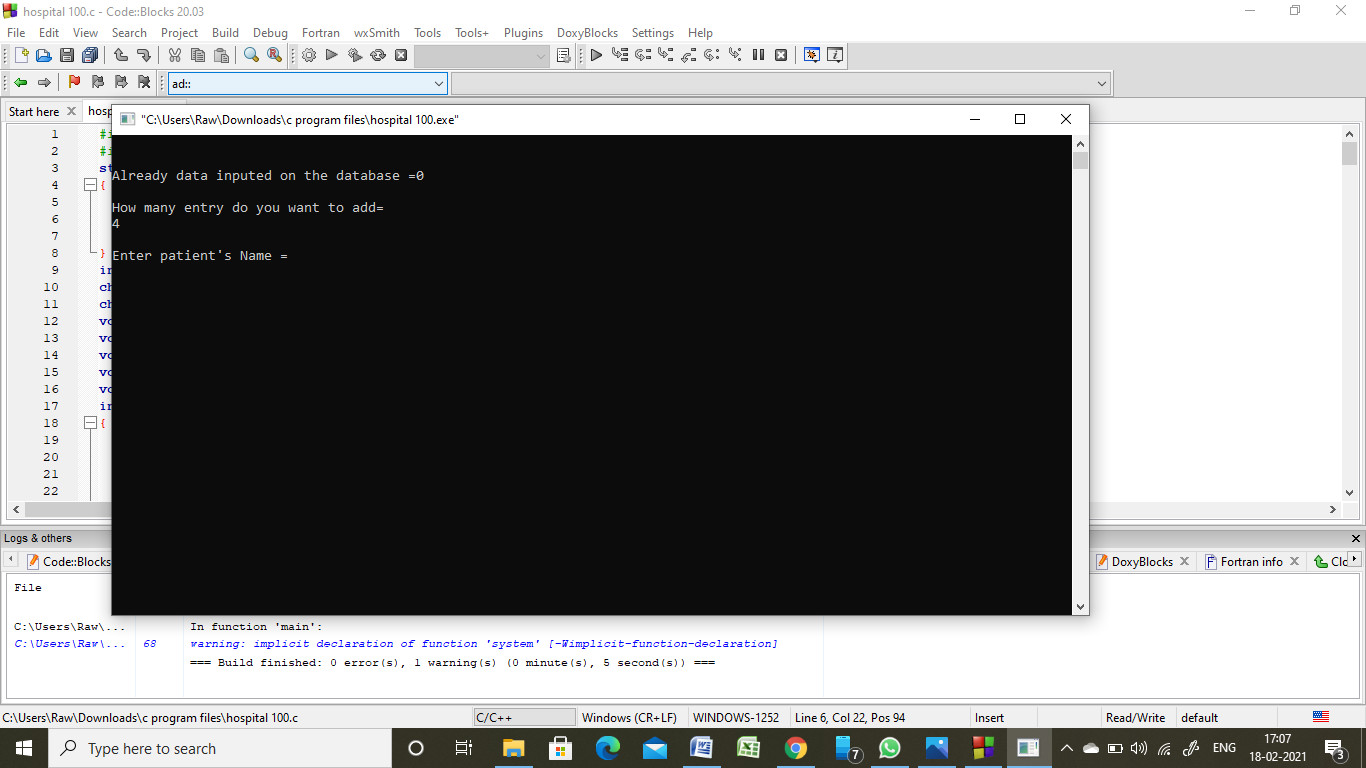 hospital 100.c - Code::Blocks 20.03
File Edit View Search Project Build Debug Fortran wxSmith Tools Tools+ Plugins DoxyBlocks Settings Help
ad::
Start here
"C:\Users\Raw\Downloads\c program files\hospital 100.exe"
Already data inputed on the database =0
How many entry do you want to add=
4
Enter patient's Name =
1
2
3
4 {
5
6
7
8 }
9
10
11
12
13
14
15
16
17
18 {
19
20
21
22
Logs & others
Code::Blocks DoxyBlocks Fortran info
File
C:\Users\Raw\... In function 'main':
C:\Users\Raw\... 68 warning: implicit declaration of function 'system' [-Wimplicit-function-declaration]
=== Build finished: 0 error(s), 1 warning(s) (0 minute(s), 5 second(s)) ===
C:\Users\Raw\Downloads\c program files\hospital 100.c C/C++ Windows (CR+LF) WINDOWS-1252 Line 6, Col 22, Pos 94 Insert Read/Write default
Type here to search 7 ENG 17:07
18-02-2021 3